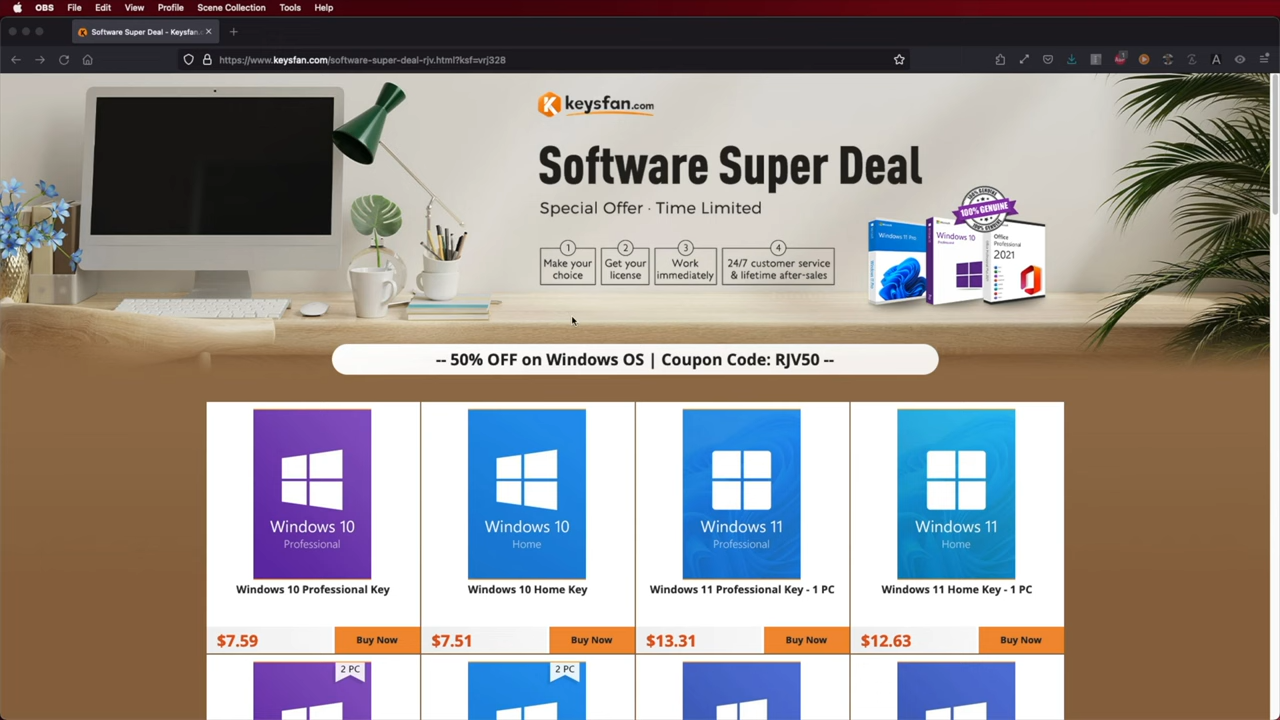 OBS File Edit View Profile Scene Collection Tools Help
Software Super Deal - Keysfan.
https://www.keysfan.com/software-super-deal-rjv.html?ksf=vrj328
keysfan.com
Software Super Deal
Special Offer · Time Limited
1 2 3 4
Make your choice
Get your license
Work immediately
24/7 customer service & lifetime after-sales
100% GENUINE
Windows 11 Pro
Windows 10
Office
Professional
2021
-- 50% OFF on Windows OS | Coupon Code: RJV50 --
Windows 10
Professional
Windows 10
Home
Windows 11
Professional
Windows 11
Home
Windows 10 Professional Key
Windows 10 Home Key
Windows 11 Professional Key - 1 PC
Windows 11 Home Key - 1 PC
$7.59 Buy Now
$7.51 Buy Now
$13.31 Buy Now
$12.63 Buy Now
2 PC
2 PC